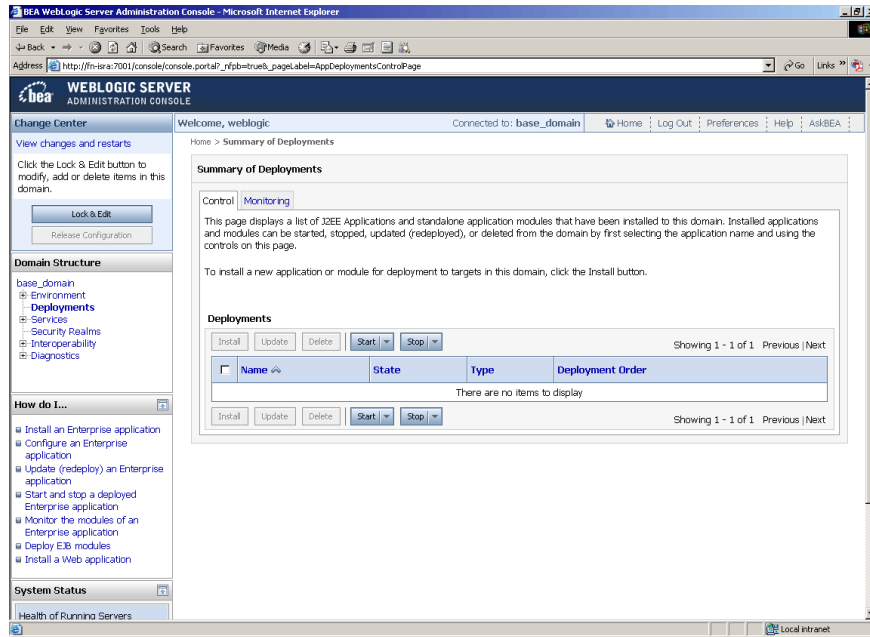 BEA WebLogic Server Administration Console - Microsoft Internet Explorer
File Edit View Favorites Tools Help
Back Search Favorites Media
Address http://fn-isra:7001/console/console.portal?_nfpb=true&_pageLabel=AppDeploymentsControlPage Go Links »
bea WEBLOGIC SERVER
ADMINISTRATION CONSOLE
Change Center
View changes and restarts
Click the Lock & Edit button to
modify, add or delete items in this
domain.
Lock & Edit
Release Configuration
Domain Structure
base_domain
Environment
Deployments
Services
Security Realms
Interoperability
Diagnostics
How do I...
Install an Enterprise application
Configure an Enterprise
application
Update (redeploy) an Enterprise
application
Start and stop a deployed
Enterprise application
Monitor the modules of an
Enterprise application
Deploy EJB modules
Install a Web application
System Status
Health of Running Servers
Welcome, weblogic Connected to: base_domain Home Log Out Preferences Help AskBEA
Home > Summary of Deployments
Summary of Deployments
Control Monitoring
This page displays a list of J2EE Applications and standalone application modules that have been installed to this domain. Installed applications
and modules can be started, stopped, updated (redeployed), or deleted from the domain by first selecting the application name and using the
controls on this page.
To install a new application or module for deployment to targets in this domain, click the Install button.
Deployments
Install Update Delete Start Stop Showing 1 - 1 of 1 Previous | Next
Name State Type Deployment Order
There are no items to display
Install Update Delete Start Stop Showing 1 - 1 of 1 Previous | Next
Local intranet